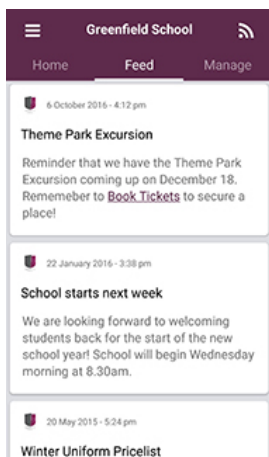 Greenfield School
Home Feed Manage
6 October 2016 - 4:12 pm
Theme Park Excursion
Reminder that we have the Theme Park
Excursion coming up on December 18.
Rememeber to Book Tickets to secure a
place!
22 January 2016 - 3:38 pm
School starts next week
We are looking forward to welcoming
students back for the start of the new
school year! School will begin Wednesday
morning at 8.30am.
20 May 2015 - 5:24 pm
Winter Uniform Pricelist